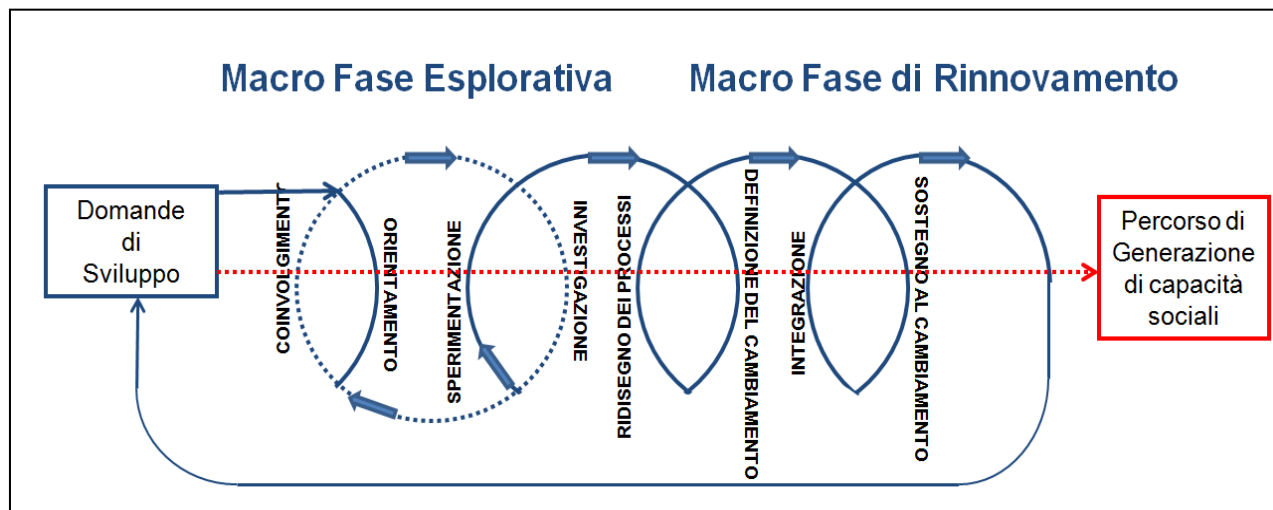 Macro Fase Esplorativa
Macro Fase di Rinnovamento
Domande
di
Sviluppo
COINVOLGIMENT
ORIENTAMENTO
SPERIMENTAZIONE
INVESTIGAZIONE
RIDISEGNO DEI PROCESSI
DEFINIZIONE DEL CAMBIAMENTO
INTEGRAZIONE
SOSTEGNO AL CAMBIAMENTO
Percorso di
Generazione
di capacità
sociali